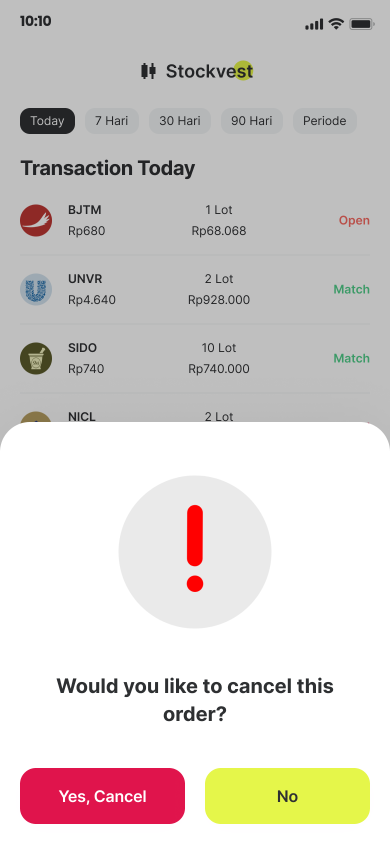 10:10
Stockvest
Today 7 Hari 30 Hari 90 Hari Periode
Transaction Today
BJTM 1 Lot
Open
Rp680 Rp68.068
UNVR 2 Lot
Match
Rp4.640 Rp928.000
SIDO 10 Lot
Match
Rp740 Rp740.000
NICL 2 Lot
Would you like to cancel this
order?
Yes, Cancel No